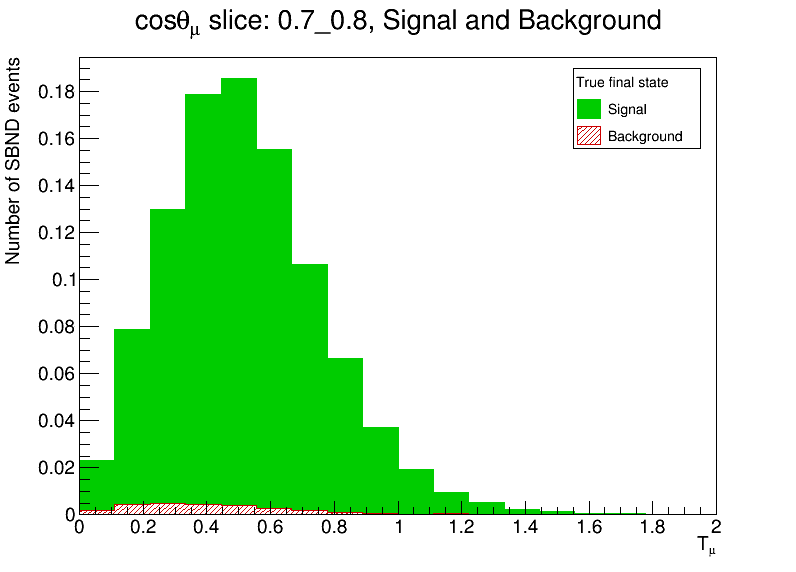 cosθμ slice: 0.7_0.8, Signal and Background
Number of SBND events
True final state
Signal
Background
0.18
0.16
0.14
0.12
0.1
0.08
0.06
0.04
0.02
0
0 0.2 0.4 0.6 0.8 1 1.2 1.4 1.6 1.8 2
Tμ